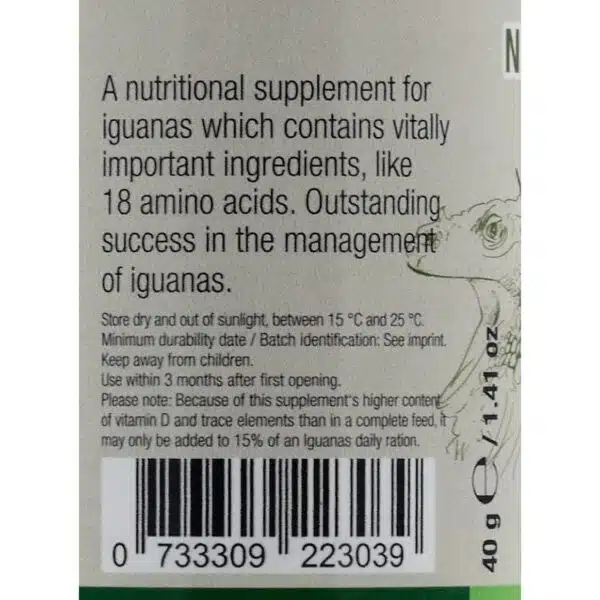 N
A nutritional supplement for
iguanas which contains vitally
important ingredients, like
18 amino acids. Outstanding
success in the management
of iguanas.
Store dry and out of sunlight, between 15 °C and 25 °C.
Minimum durability date / Batch identification: See imprint.
Keep away from children.
Use within 3 months after first opening.
Please note: Because of this supplement's higher content
of vitamin D and trace elements than in a complete feed, it
may only be added to 15% of an Iguanas daily ration.
0 733309 223039
40 g ℮ / 1.41 oz